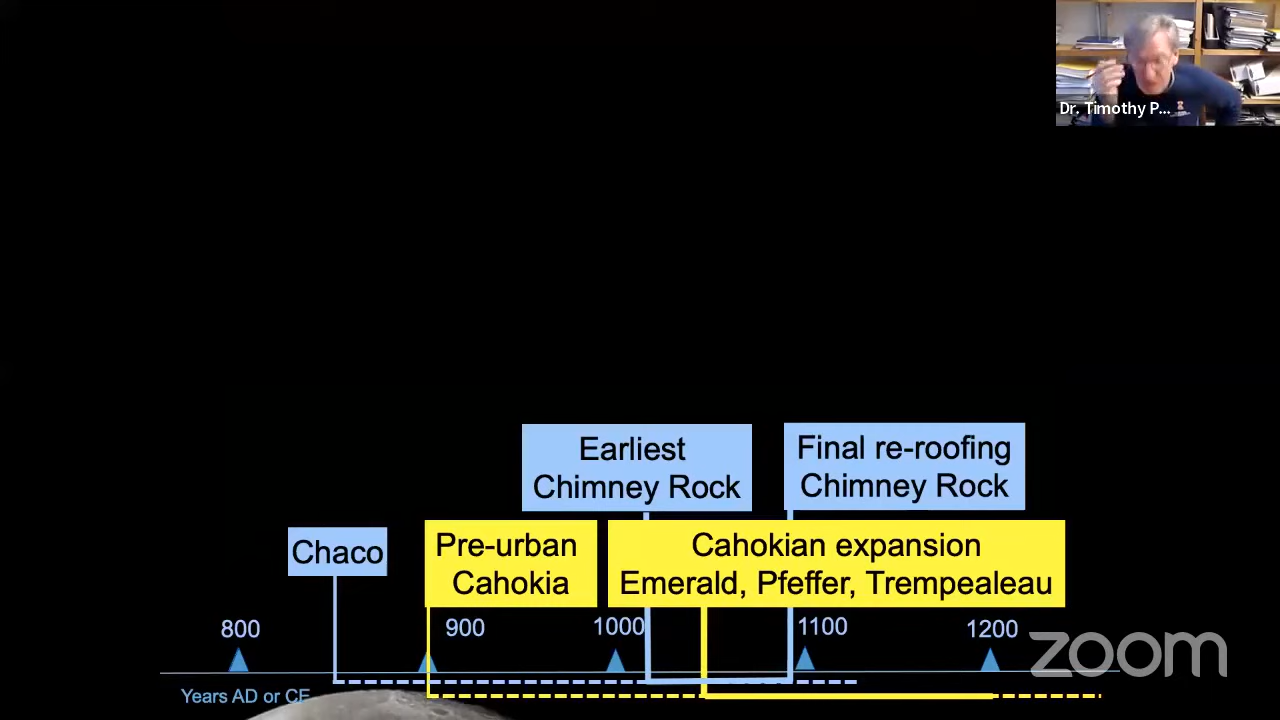 Dr. Timothy P...
Earliest
Chimney Rock
Final re-roofing
Chimney Rock
Chaco
Pre-urban
Cahokia
Cahokian expansion
Emerald, Pfeffer, Trempealeau
800
900
1000
1100
1200
zoom
Years AD or CE